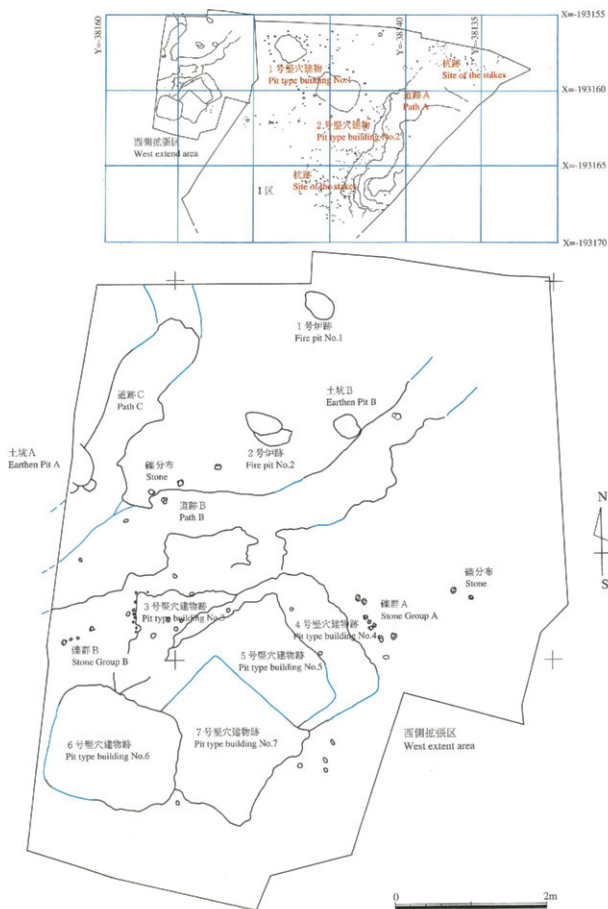 Y=-38160
Y=-38140
Y=-38135
X=-193155
1号竪穴建物
Pit type building No.1
杭跡
Site of the stakes
道跡A
Path A
X=-193160
2号竪穴建物
Pit type building No.2
西側拡張区
West extend area
X=-193165
杭跡
Site of the stakes
I区
X=-193170
1号炉跡
Fire pit No.1
道跡C
Path C
土坑B
Earthen Pit B
土坑A
Earthen Pit A
2号炉跡
Fire pit No.2
礫分布
Stone
道跡B
Path B
N
S
礫分布
Stone
3号竪穴建物跡
Pit type building No.3
礫群A
Stone Group A
4号竪穴建物跡
Pit type building No.4
礫群B
Stone Group B
5号竪穴建物跡
Pit type building No.5
6号竪穴建物跡
Pit type building No.6
7号竪穴建物跡
Pit type building No.7
西側拡張区
West extent area
0
2m